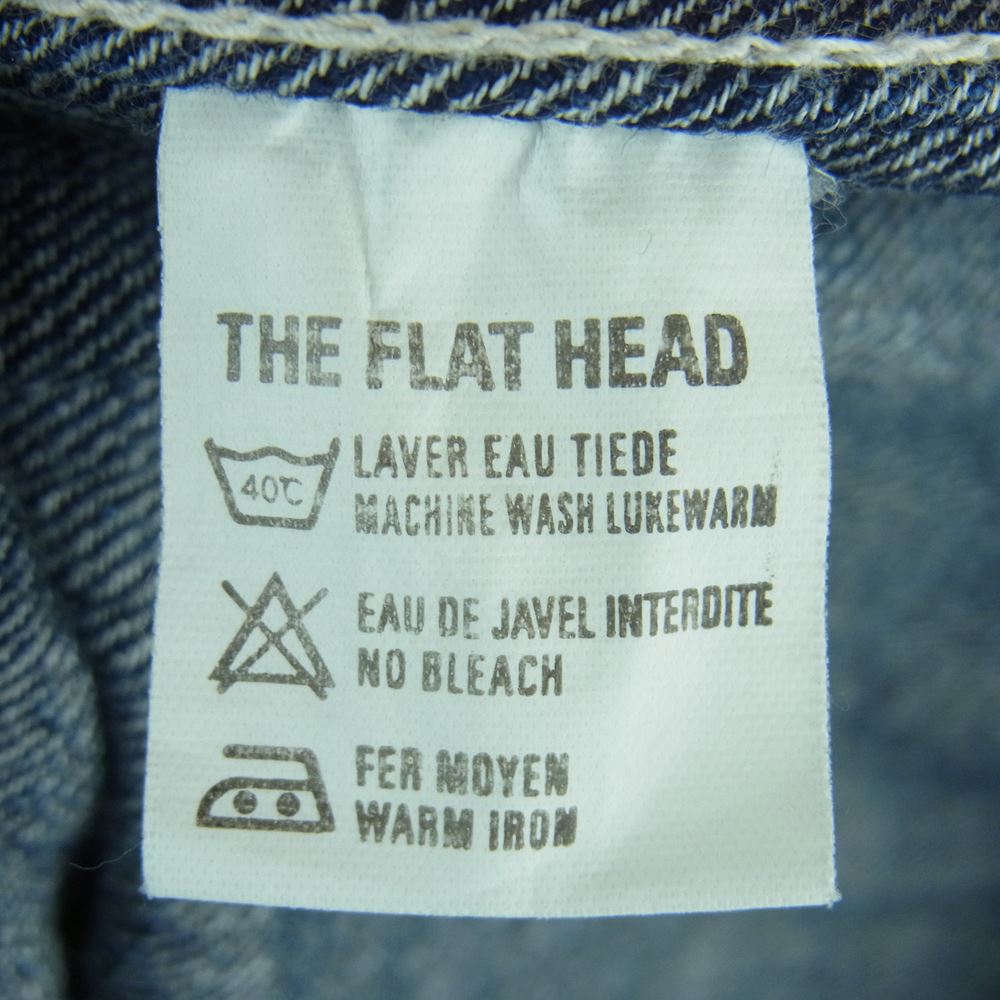 THE FLAT HEAD
40℃
LAVER EAU TIEDE
MACHINE WASH LUKEWARM
EAU DE JAVEL INTERDITE
NO BLEACH
FER MOYEN
WARM IRON